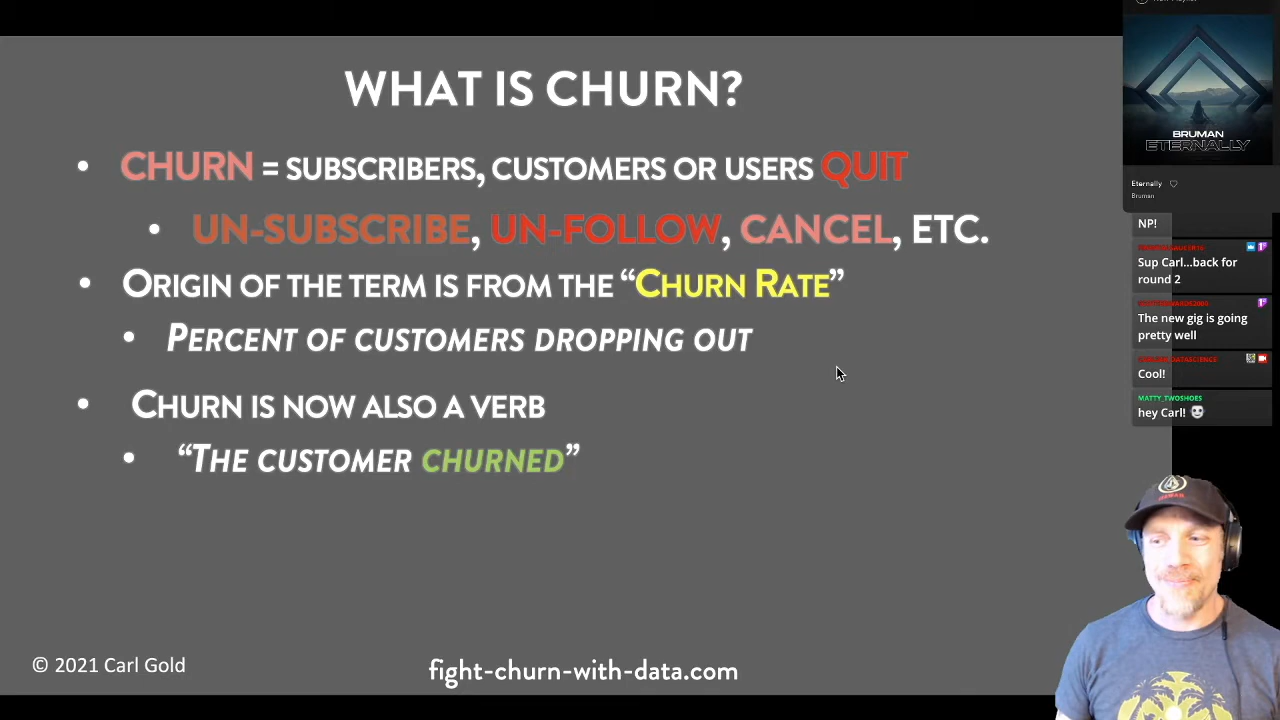 WHAT IS CHURN?
• CHURN = SUBSCRIBERS, CUSTOMERS OR USERS QUIT
• UN-SUBSCRIBE, UN-FOLLOW, CANCEL, ETC.
• ORIGIN OF THE TERM IS FROM THE “CHURN RATE”
• PERCENT OF CUSTOMERS DROPPING OUT
• CHURN IS NOW ALSO A VERB
• “THE CUSTOMER CHURNED”
© 2021 Carl Gold
fight-churn-with-data.com
BRUMAN
ETERNALLY
Eternally
Bruman
NP!
Sup Carl...back for
round 2
The new gig is going
pretty well
Cool!
MATTY_TWOSHOES
hey Carl!